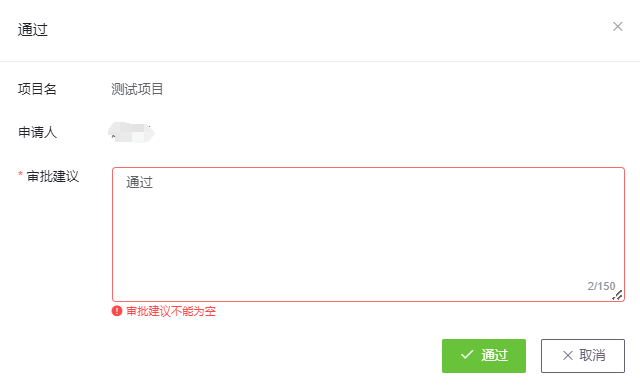 通过
项目名 测试项目
申请人
* 审批建议 通过
2/150
审批建议不能为空
通过 取消